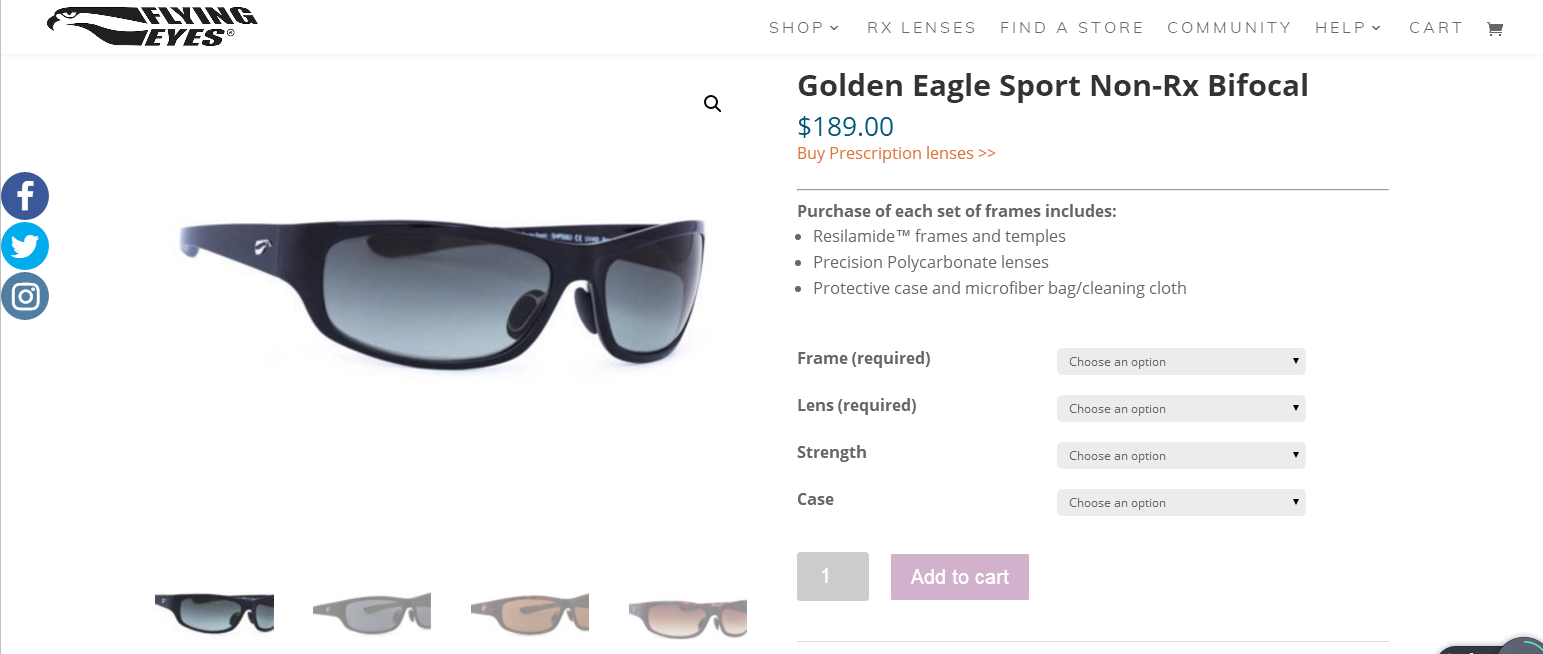 FLYING
EYES®
SHOP RX LENSES FIND A STORE COMMUNITY HELP CART
Golden Eagle Sport Non-Rx Bifocal
$189.00
Buy Prescription lenses >>
Purchase of each set of frames includes:
• Resilamide™ frames and temples
• Precision Polycarbonate lenses
• Protective case and microfiber bag/cleaning cloth
Frame (required) Choose an option
Lens (required) Choose an option
Strength Choose an option
Case Choose an option
1 Add to cart